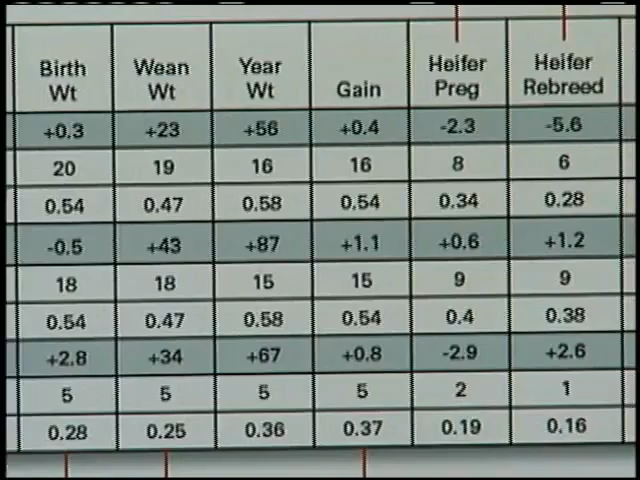 Birth Wt | Wean Wt | Year Wt | Gain | Heifer Preg | Heifer Rebreed
+0.3 | +23 | +56 | +0.4 | -2.3 | -5.6
20 | 19 | 16 | 16 | 8 | 6
0.54 | 0.47 | 0.58 | 0.54 | 0.34 | 0.28
-0.5 | +43 | +87 | +1.1 | +0.6 | +1.2
18 | 18 | 15 | 15 | 9 | 9
0.54 | 0.47 | 0.58 | 0.54 | 0.4 | 0.38
+2.8 | +34 | +67 | +0.8 | -2.9 | +2.6
5 | 5 | 5 | 5 | 2 | 1
0.28 | 0.25 | 0.36 | 0.37 | 0.19 | 0.16